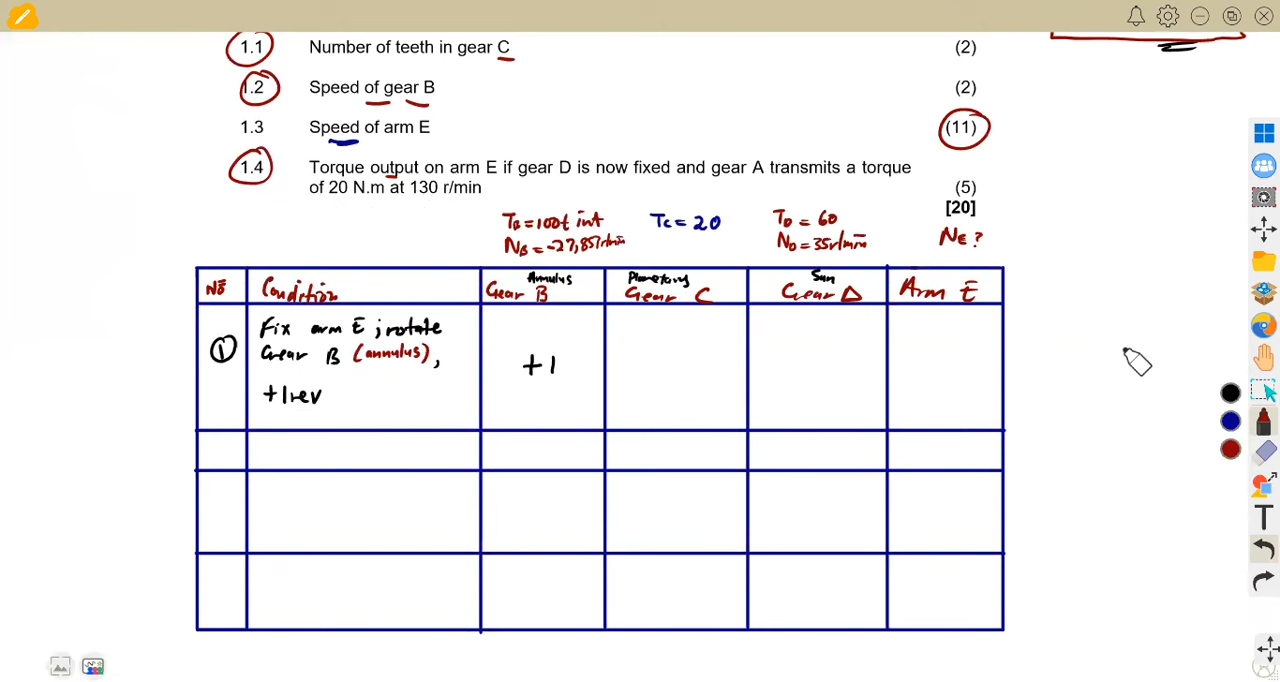 1.1 Number of teeth in gear C (2)
1.2 Speed of gear B (2)
1.3 Speed of arm E (11)
1.4 Torque output on arm E if gear D is now fixed and gear A transmits a torque
of 20 N.m at 130 r/min (5)
[20]
TB = 100t int TC = 20 TD = 60
NB = -27,857r/min ND = 35r/min NE ?
Annulus Planetary Sun
No Condition Gear B Gear C Gear D Arm E
1 Fix arm E ; rotate
Gear B (annulus), +1
+1rev
T